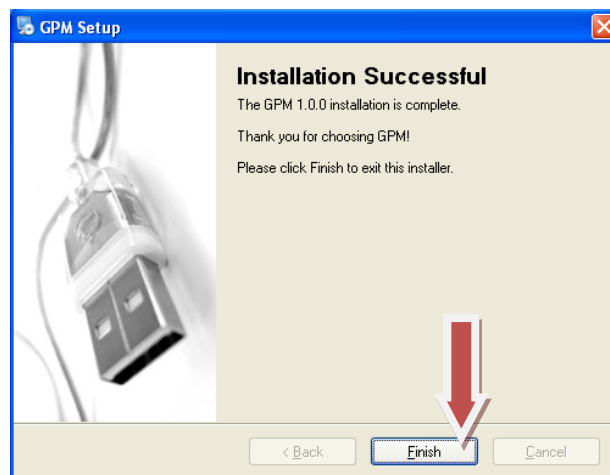 GPM Setup
Installation Successful
The GPM 1.0.0 installation is complete.
Thank you for choosing GPM!
Please click Finish to exit this installer.
< Back Finish Cancel